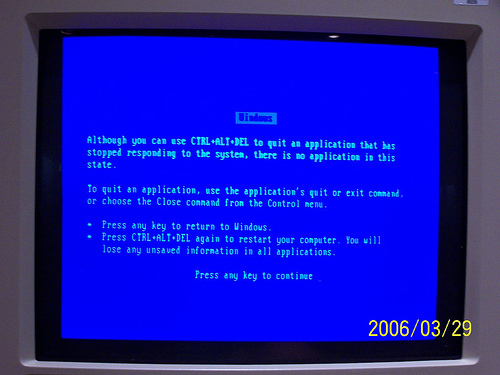 Windows
Although you can use CTRL+ALT+DEL to quit an application that has
stopped responding to the system, there is no application in this
state.
To quit an application, use the application's quit or exit command,
or choose the Close command from the Control menu.
* Press any key to return to Windows.
* Press CTRL+ALT+DEL again to restart your computer. You will
lose any unsaved information in all applications.
Press any key to continue _
2006/03/29